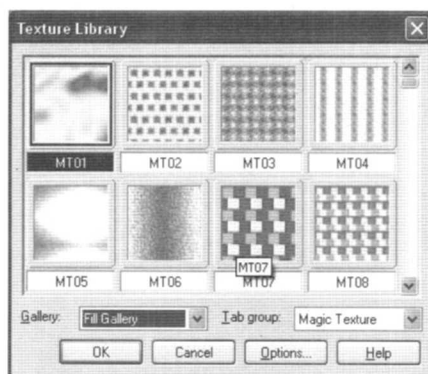 Texture Library
MT01 MT02 MT03 MT04
MT07
MT05 MT06 MT07 MT08
Gallery: Fill Gallery Tab group: Magic Texture
OK Cancel Options... Help